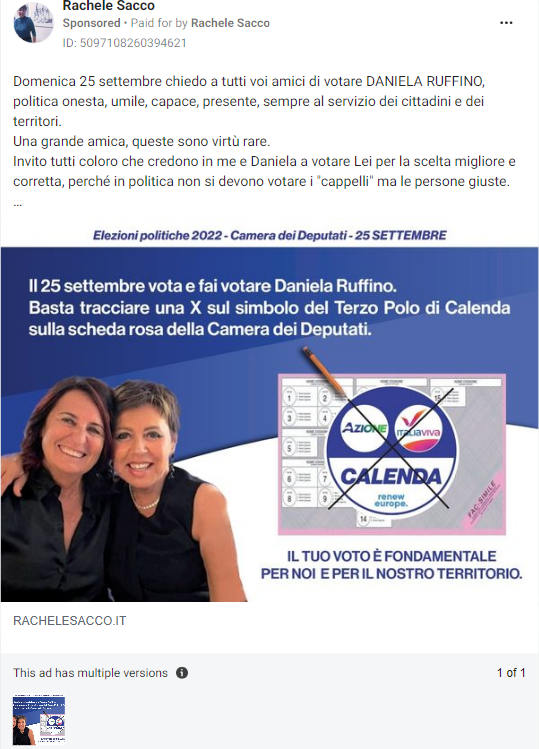 Rachele Sacco
Sponsored • Paid for by Rachele Sacco
ID: 5097108260394621
Domenica 25 settembre chiedo a tutti voi amici di votare DANIELA RUFFINO,
politica onesta, umile, capace, presente, sempre al servizio dei cittadini e dei
territori.
Una grande amica, queste sono virtù rare.
Invito tutti coloro che credono in me e Daniela a votare Lei per la scelta migliore e
corretta, perché in politica non si devono votare i "cappelli" ma le persone giuste.
...
Elezioni politiche 2022 - Camera dei Deputati - 25 SETTEMBRE
Il 25 settembre vota e fai votare Daniela Ruffino.
Basta tracciare una X sul simbolo del Terzo Polo di Calenda
sulla scheda rosa della Camera dei Deputati.
1
2
15
3
4
5
6
7
8
9
14
AZIONE
ITALIAVIVA
CALENDA
renew
europe.
FAC SIMILE
IL TUO VOTO È FONDAMENTALE
PER NOI E PER IL NOSTRO TERRITORIO.
RACHELESACCO.IT
This ad has multiple versions
1 of 1